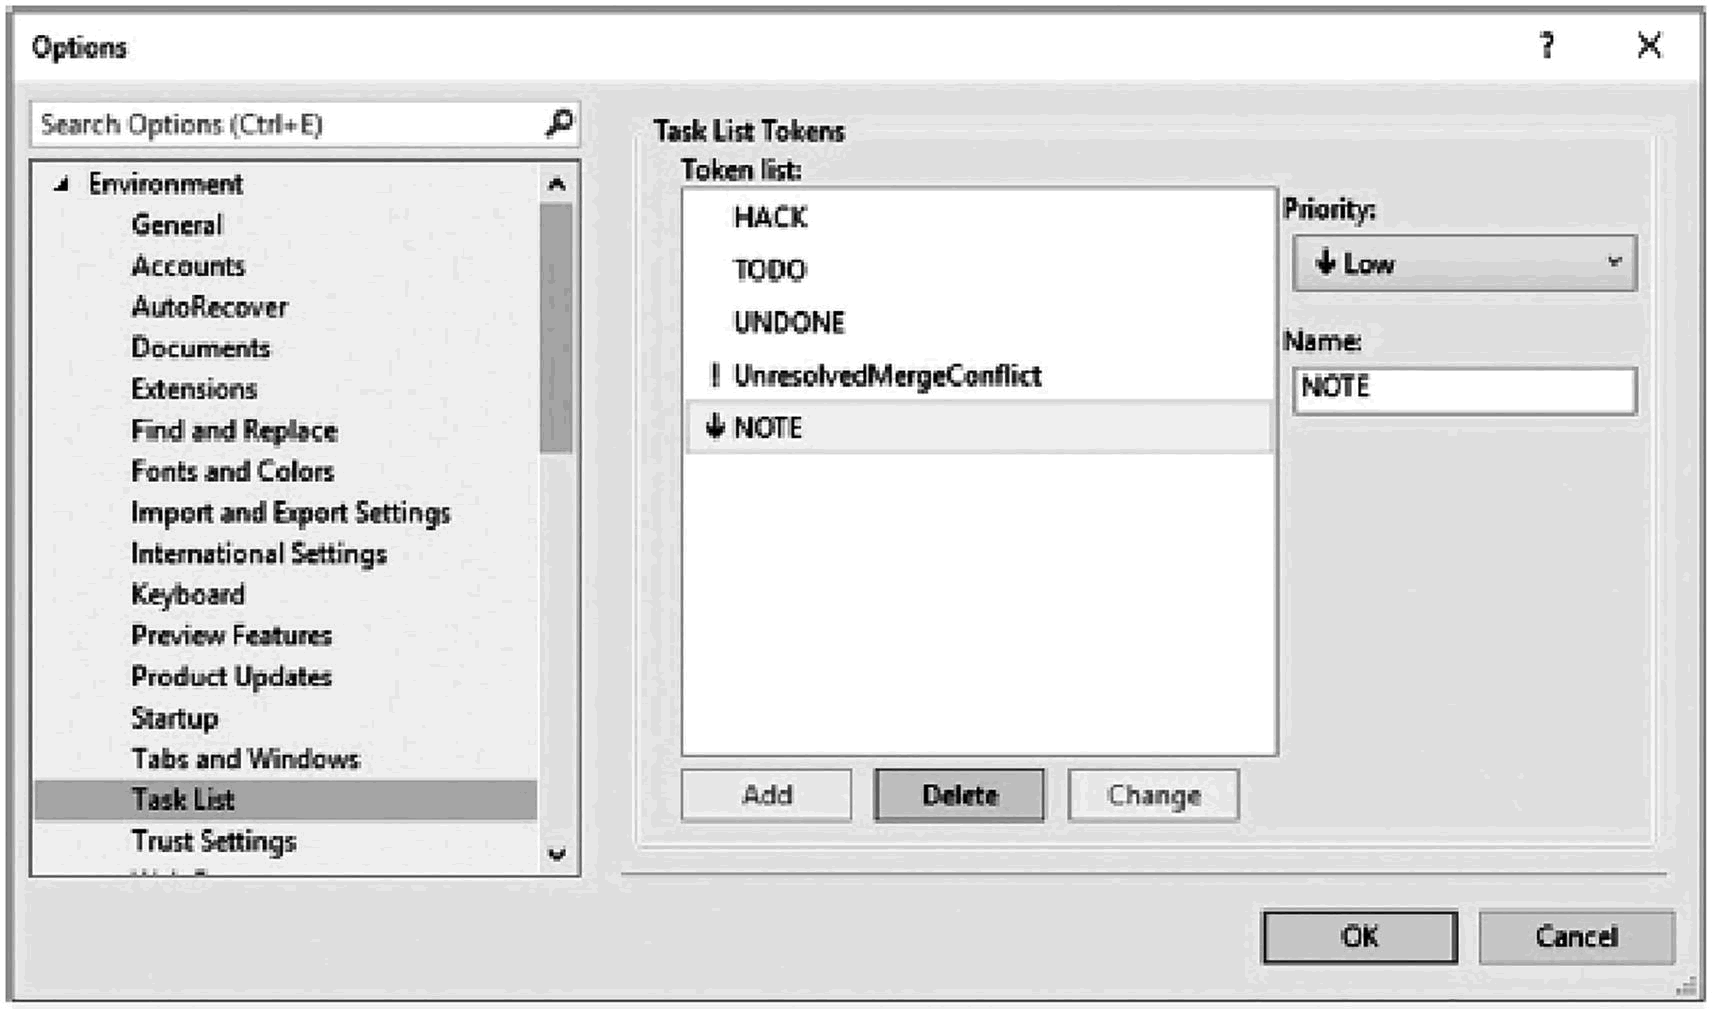 Options
?
Search Options (Ctrl+E)
Environment
General
Accounts
AutoRecover
Documents
Extensions
Find and Replace
Fonts and Colors
Import and Export Settings
International Settings
Keyboard
Preview Features
Product Updates
Startup
Tabs and Windows
Task List
Trust Settings
Task List Tokens
Token list:
HACK
TODO
UNDONE
! UnresolvedMergeConflict
NOTE
Priority:
Low
Name:
NOTE
Add
Delete
Change
OK
Cancel